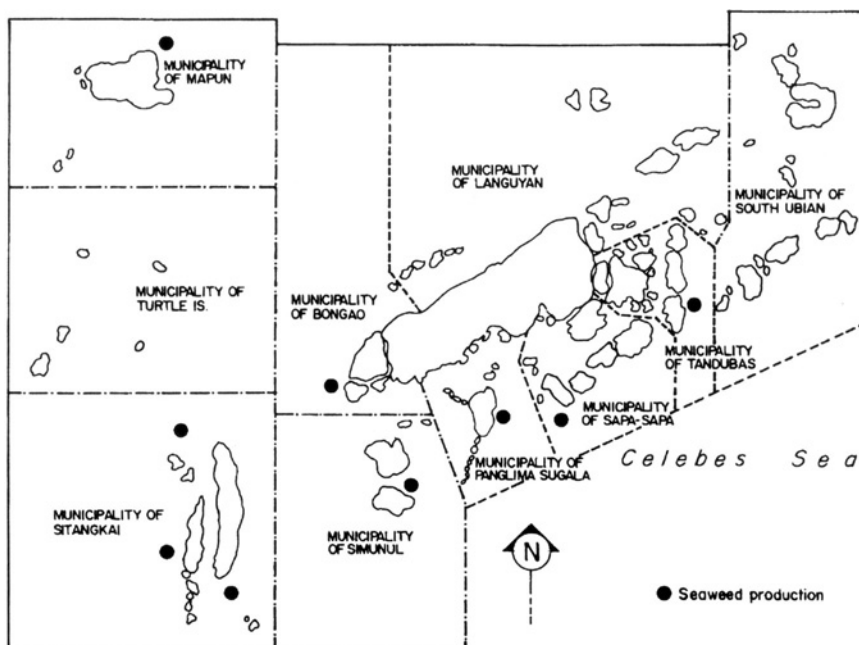 MUNICIPALITY
OF MAPUN
MUNICIPALITY
OF LANGUYAN
MUNICIPALITY OF
SOUTH UBIAN
MUNICIPALITY OF
TURTLE IS.
MUNICIPALITY
OF BONGAO
MUNICIPALITY
OF TANDUBAS
MUNICIPALITY
OF SAPA-SAPA
MUNICIPALITY OF
PANGLIMA SUGALA
Celebes Sea
MUNICIPALITY OF
SITANGKAI
MUNICIPALITY
OF SIMUNUL
N
Seaweed production